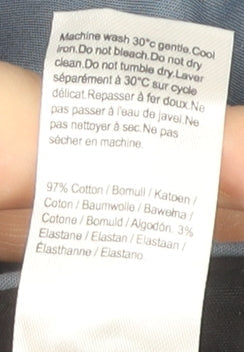 Machine wash 30°c gentle.Cool
iron.Do not bleach.Do not dry
clean.Do not tumble dry.Laver
séparément à 30°C sur cycle
délicat.Repasser à fer doux.Ne
pas passer à l'eau de javel.Ne
pas nettoyer à sec.Ne pas
sécher en machine.
97% Cotton / Bomull / Katoen /
Coton / Baumwolle / Bawełna /
Cotone / Bomuld / Algodón. 3%
Elastane / Elastan / Elastaan /
Élasthanne / Elastano.